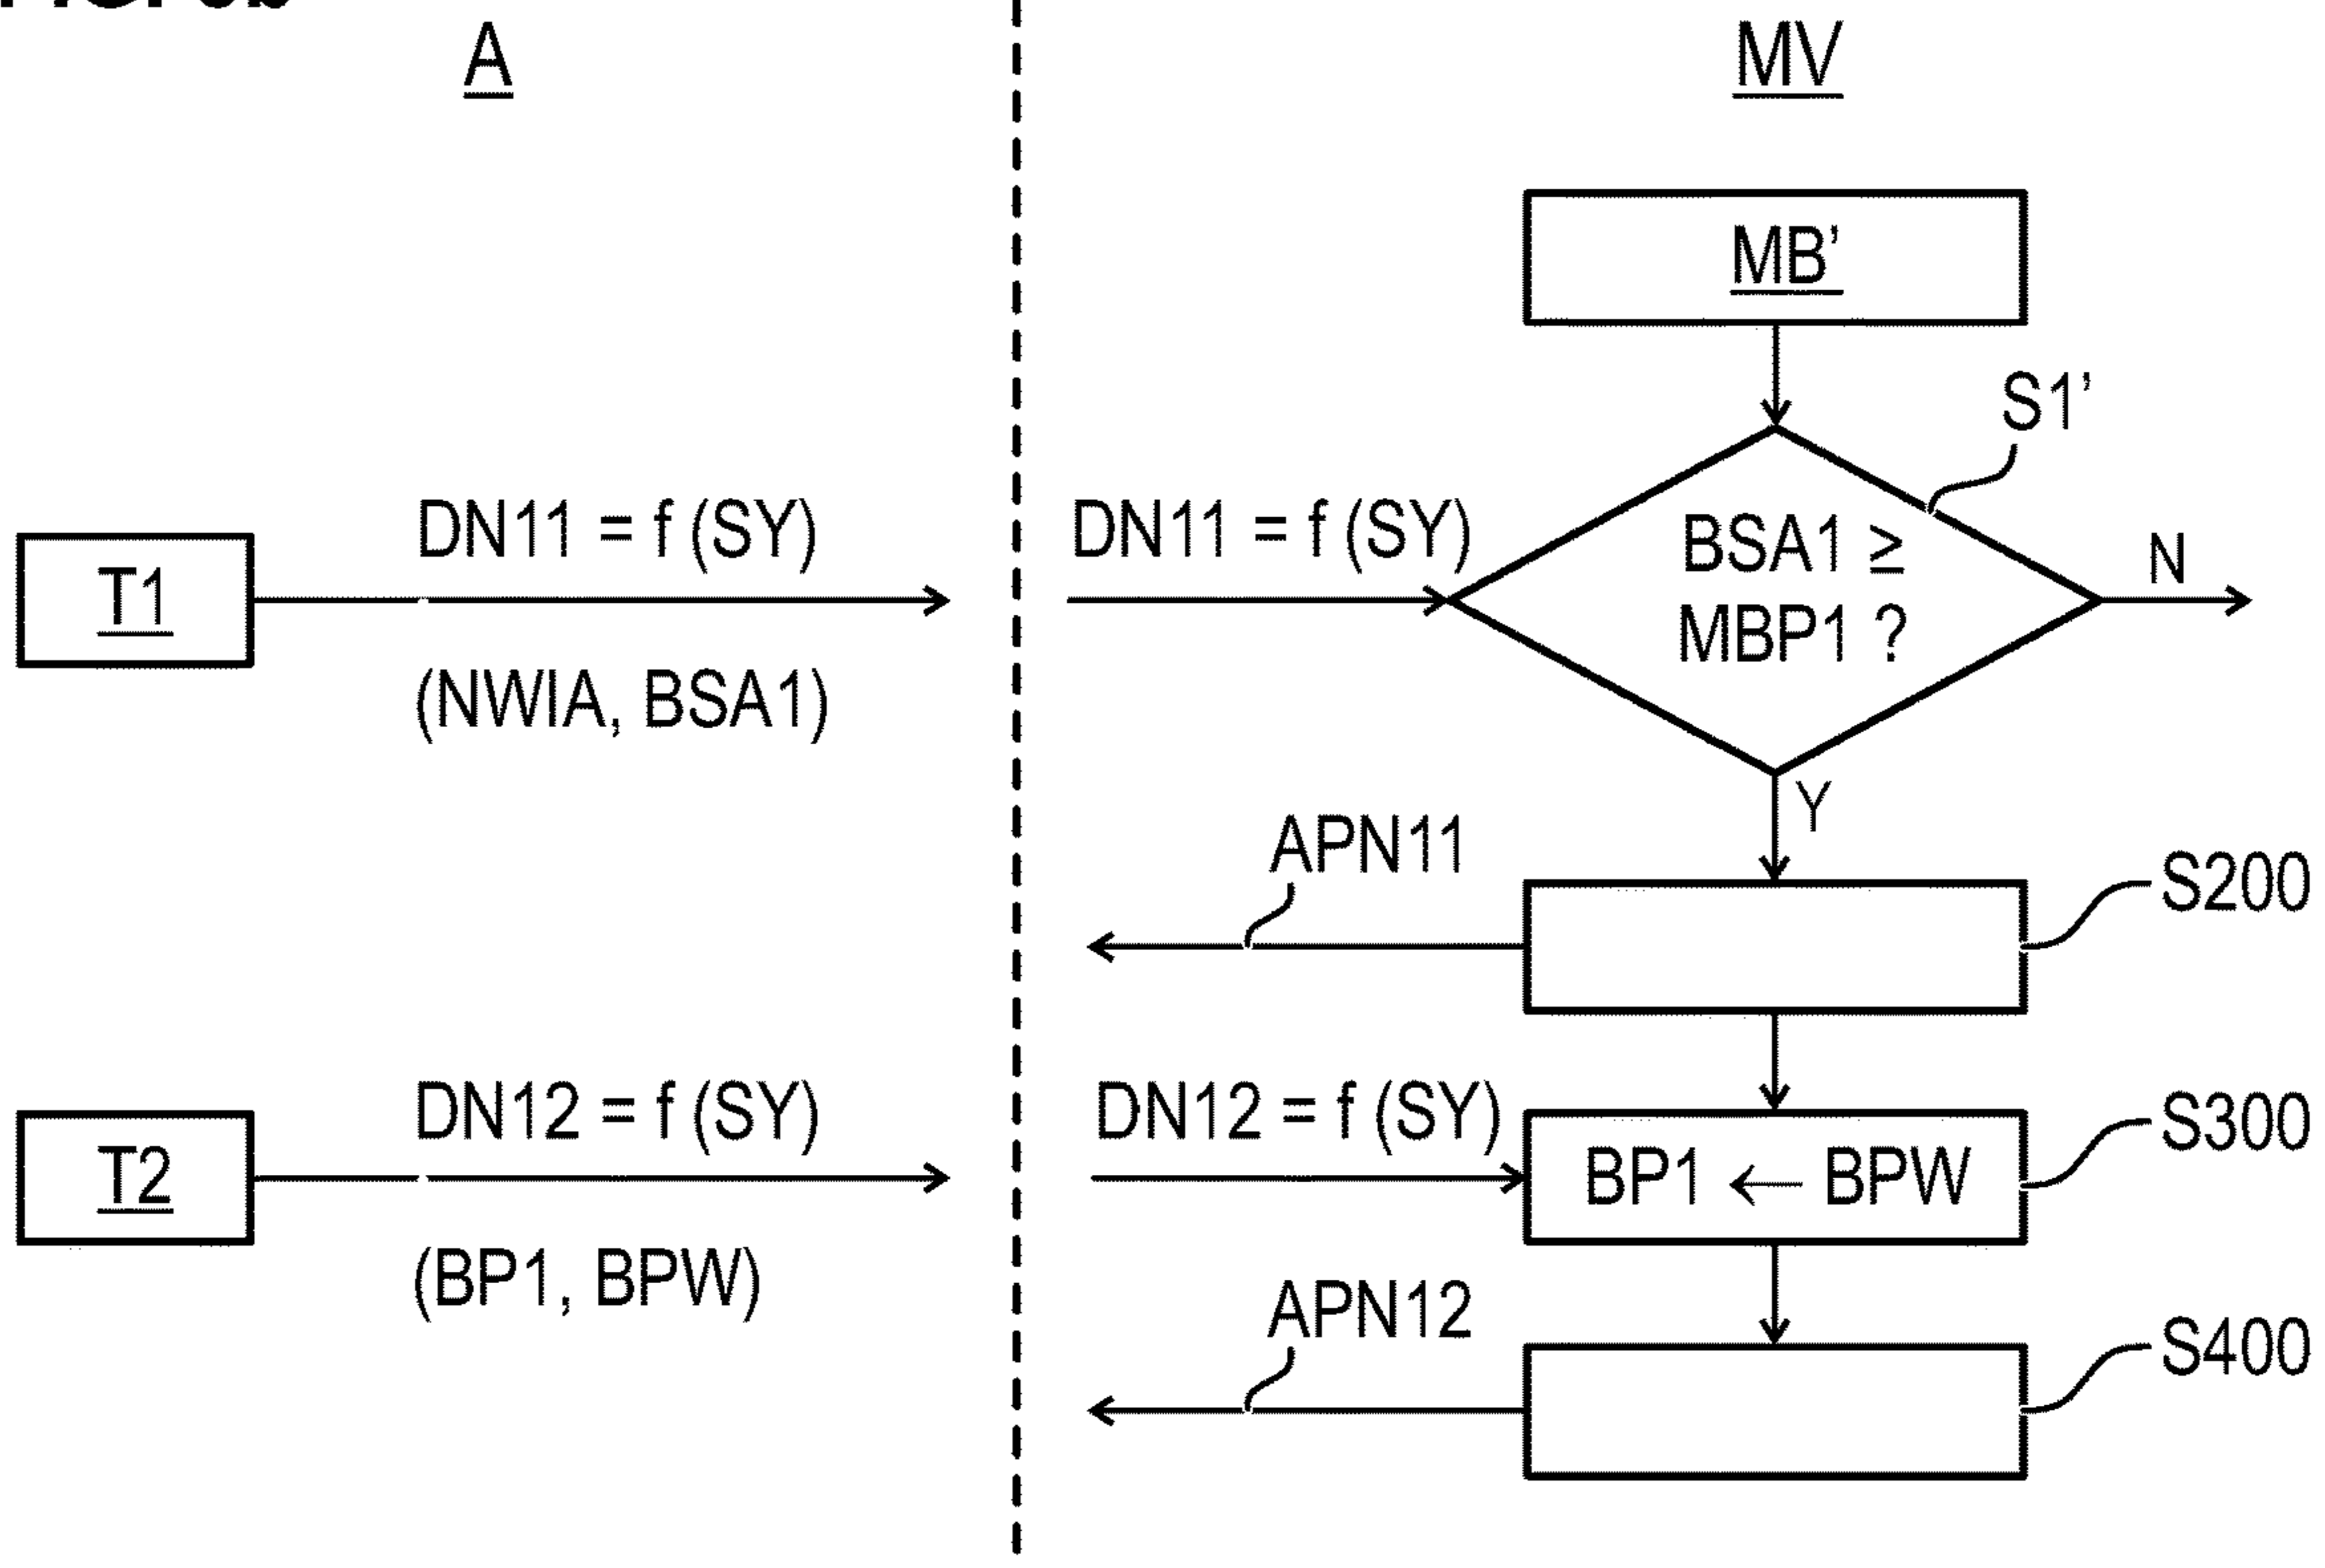 A
MV
MB’
S1’
DN11 = f (SY)
DN11 = f (SY)
BSA1 ≥
MBP1 ?
N
T1
(NWIA, BSA1)
Y
APN11
S200
DN12 = f (SY)
DN12 = f (SY)
S300
T2
BP1 ← BPW
(BP1, BPW)
APN12
S400